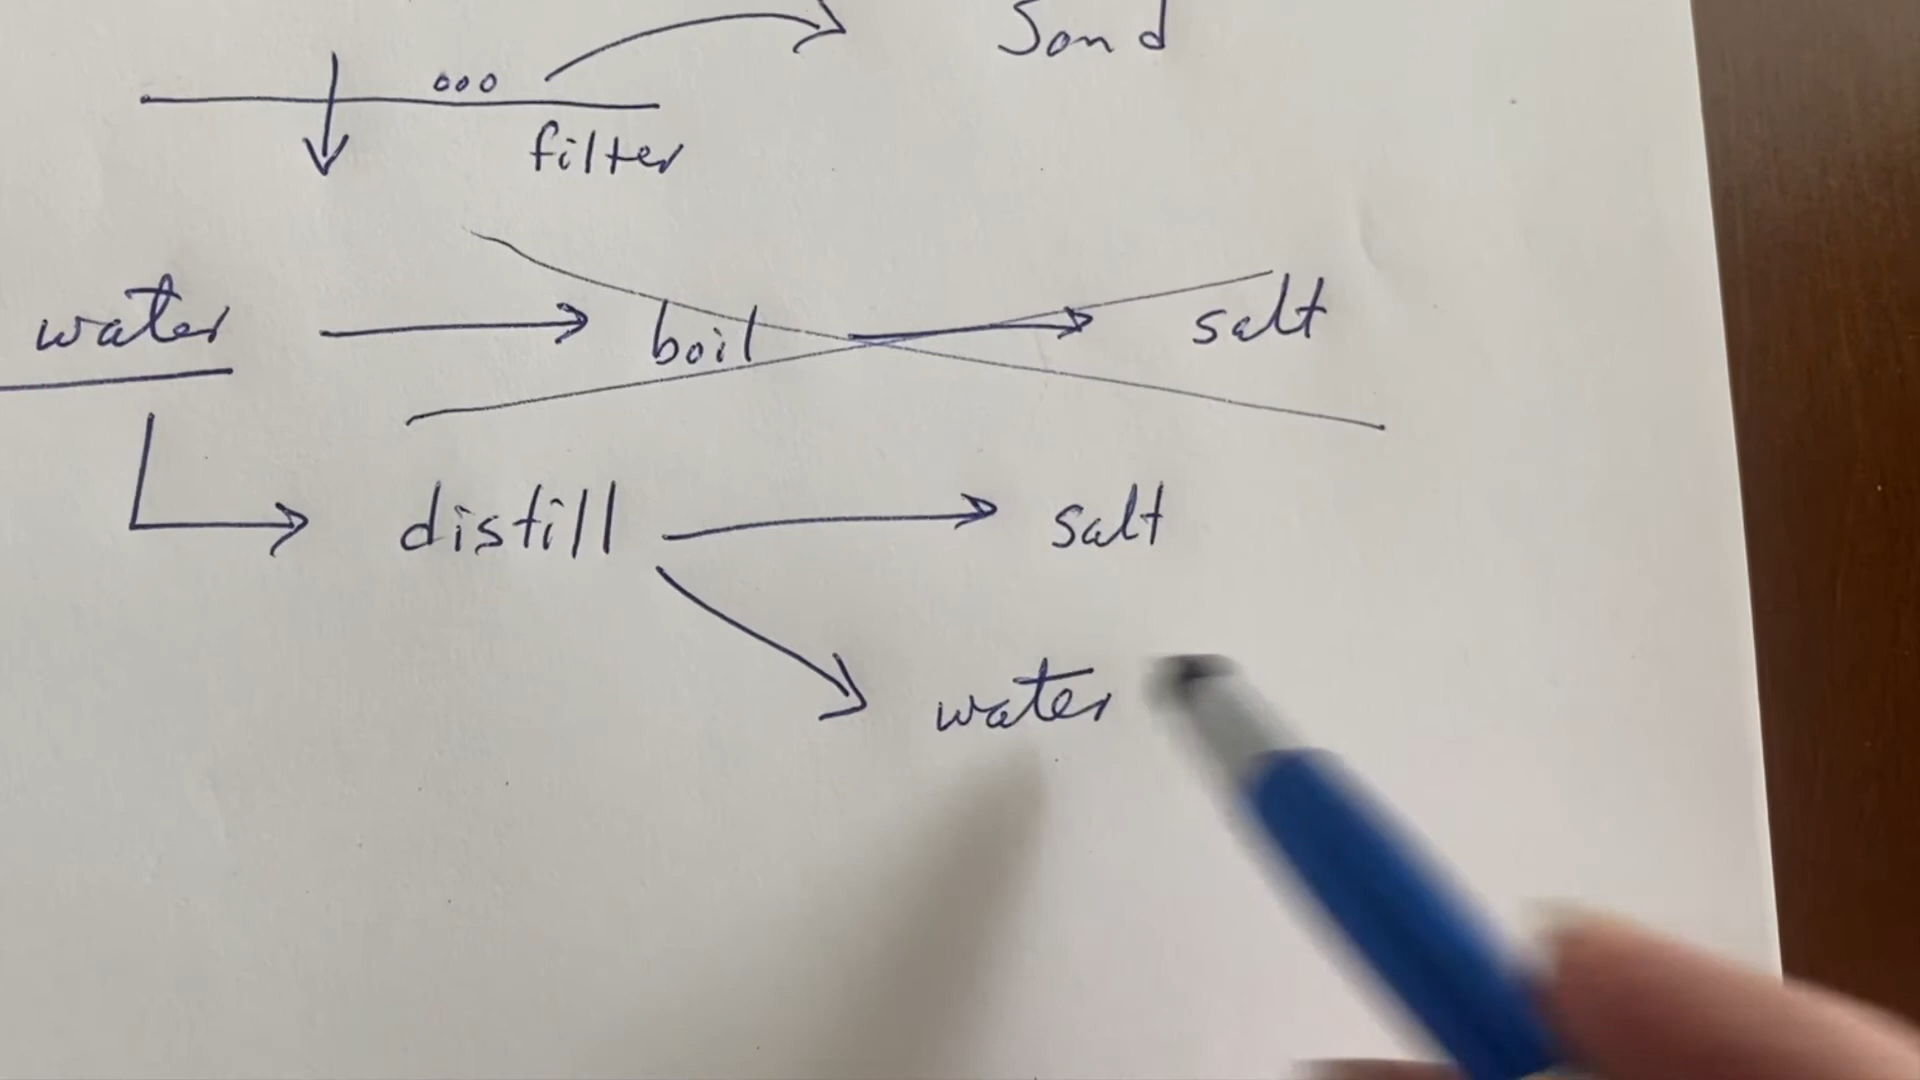 Sand
ooo
filter
water → boil → salt
distill → salt
water